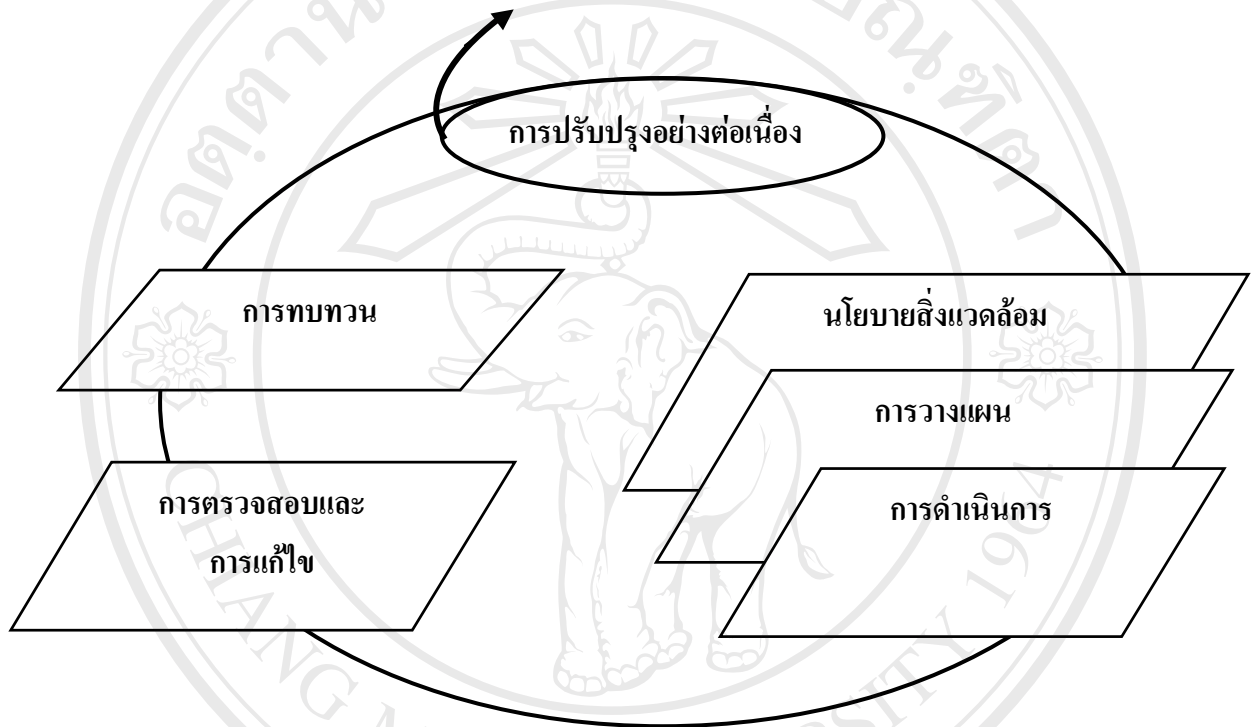 การปรับปรุงอย่างต่อเนื่อง
การทบทวน
นโยบายสิ่งแวดล้อม
การวางแผน
การดำเนินการ
การตรวจสอบและ
การแก้ไข
CHIANG